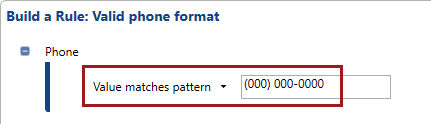 Build a Rule: Valid phone format
Phone
Value matches pattern (000) 000-0000